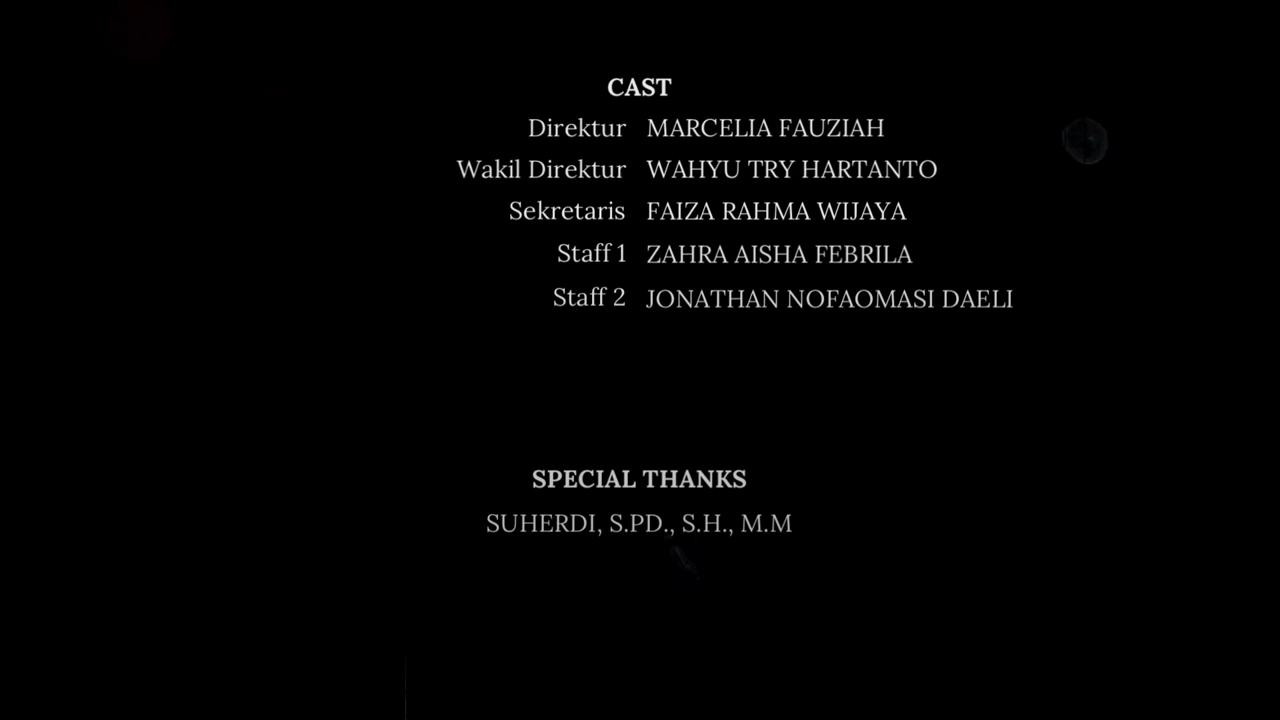 CAST
Direktur MARCELIA FAUZIAH
Wakil Direktur WAHYU TRY HARTANTO
Sekretaris FAIZA RAHMA WIJAYA
Staff 1 ZAHRA AISHA FEBRILA
Staff 2 JONATHAN NOFAOMASI DAELI
SPECIAL THANKS
SUHERDI, S.PD., S.H., M.M